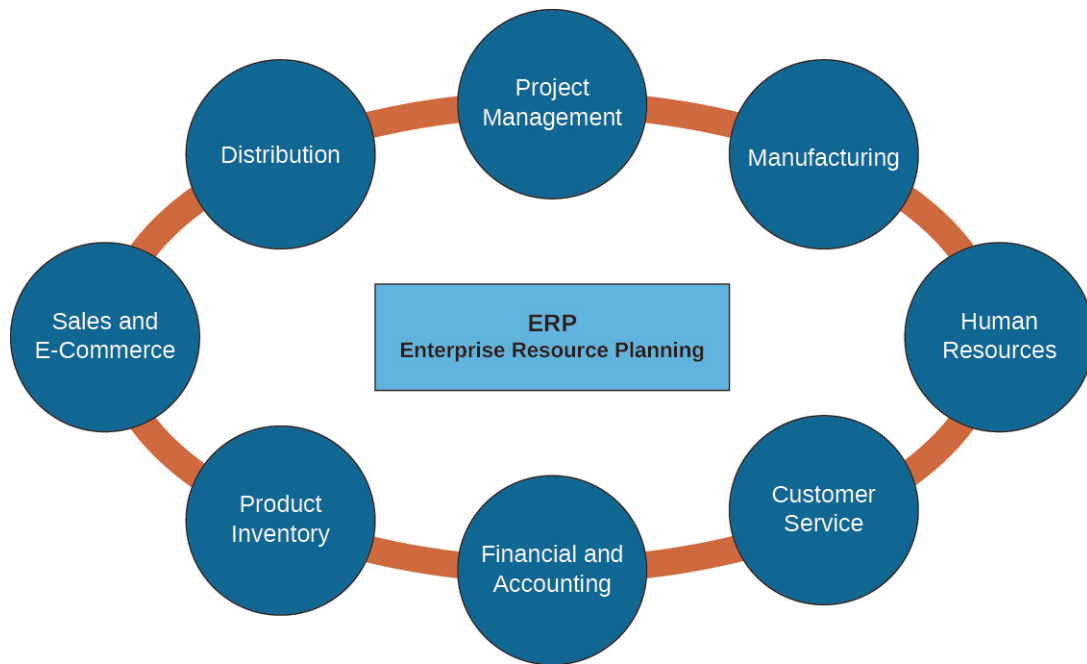 Project
Management
Distribution
Manufacturing
Sales and
E-Commerce
ERP
Enterprise Resource Planning
Human
Resources
Product
Inventory
Customer
Service
Financial and
Accounting